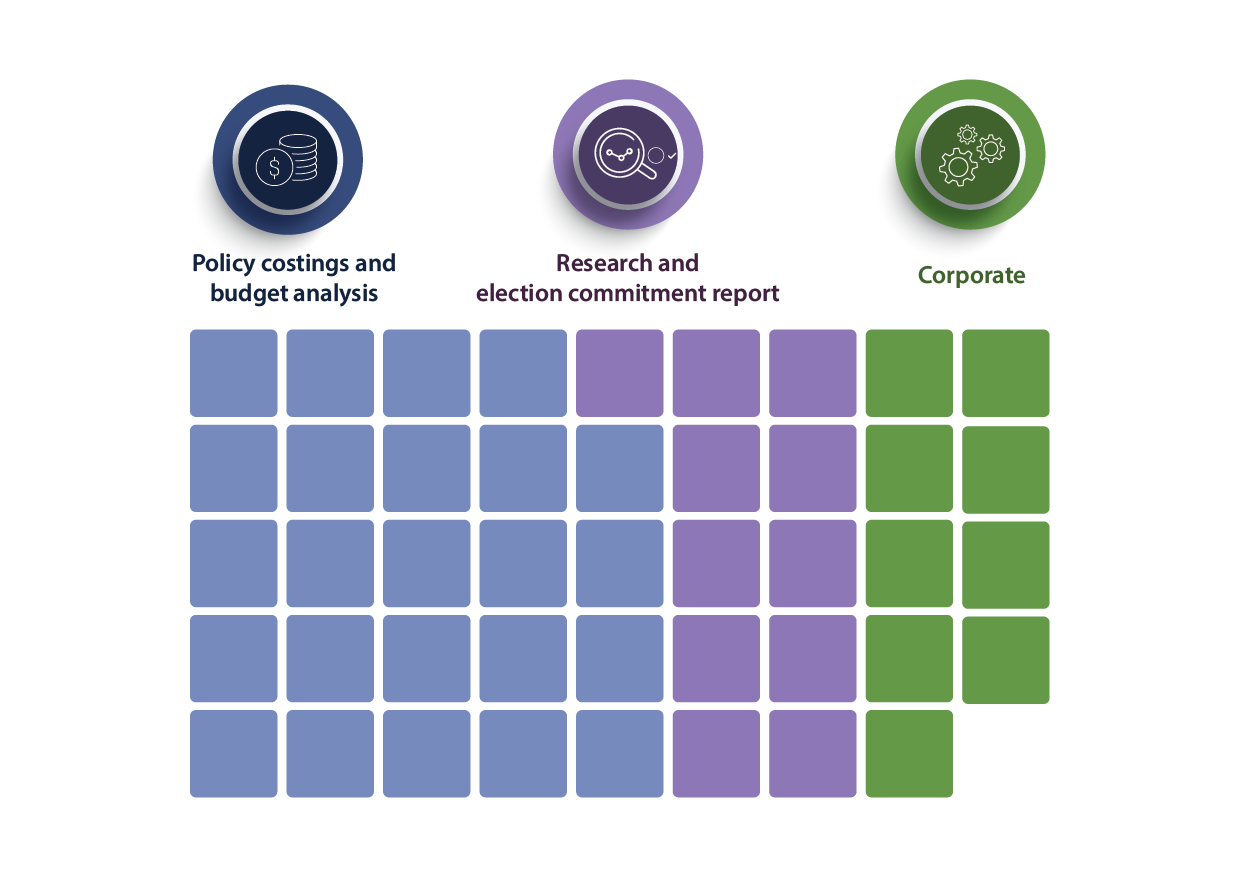 $
Policy costings and
budget analysis
Research and
election commitment report
Corporate